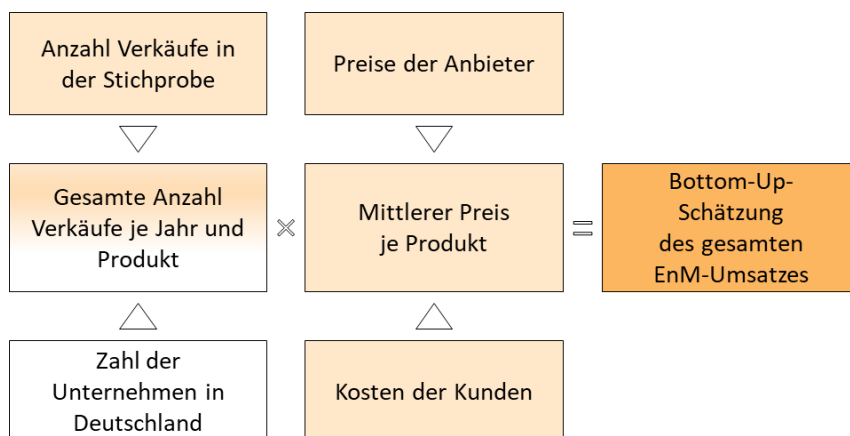 Anzahl Verkäufe in
der Stichprobe
Preise der Anbieter
Gesamte Anzahl
Verkäufe je Jahr und
Produkt
×
Mittlerer Preis
je Produkt
=
Bottom-Up-
Schätzung
des gesamten
EnM-Umsatzes
Zahl der
Unternehmen in
Deutschland
Kosten der Kunden